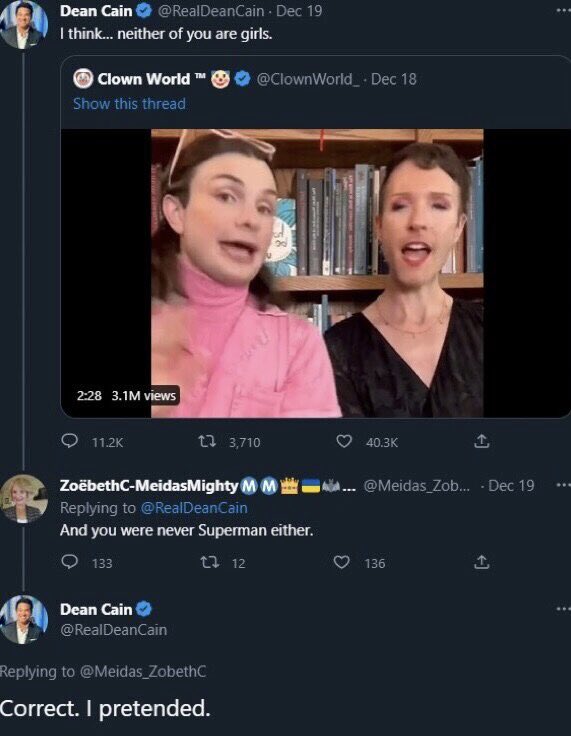 Dean Cain @RealDeanCain · Dec 19
I think... neither of you are girls.
Clown World ™ 🤡 @ClownWorld_ · Dec 18
Show this thread
2:28 3.1M views
11.2K 3,710 40.3K
ZoëbethC-MeidasMightyⓂⓂ👑🇺🇦🦇... @Meidas_Zob... · Dec 19
Replying to @RealDeanCain
And you were never Superman either.
133 12 136
Dean Cain
@RealDeanCain
Replying to @Meidas_ZobethC
Correct. I pretended.